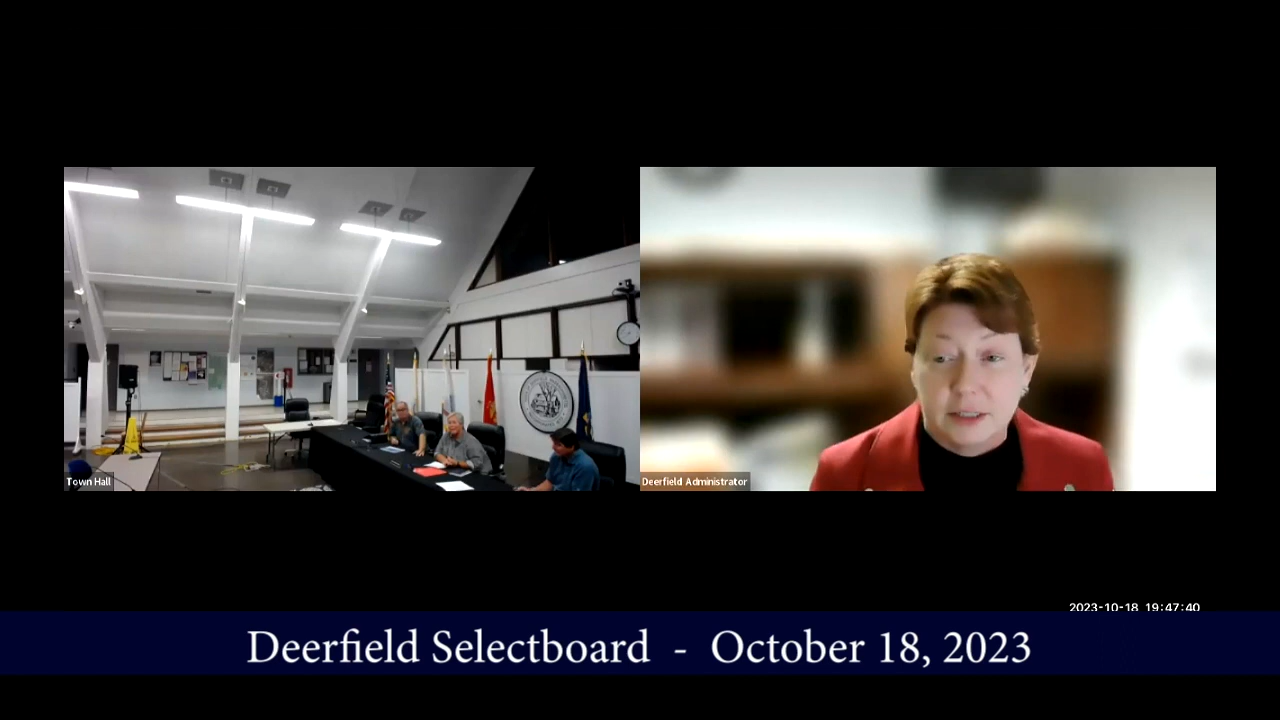 Town Hall
Deerfield Administrator
2023-10-18 19:47:40
Deerfield Selectboard - October 18, 2023